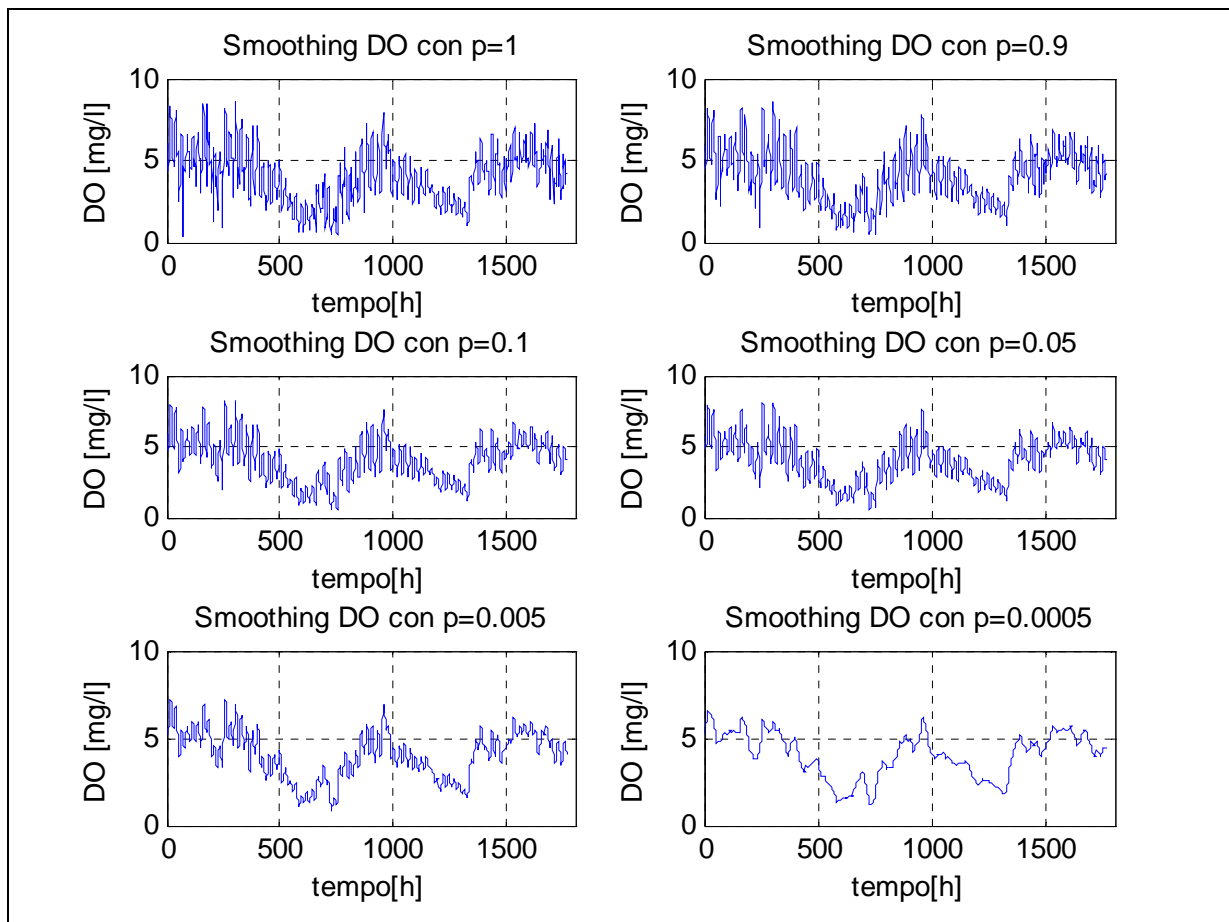 Smoothing DO con p=1
10
5
0
DO [mg/l]
0 500 1000 1500
tempo[h]
Smoothing DO con p=0.9
10
5
0
DO [mg/l]
0 500 1000 1500
tempo[h]
Smoothing DO con p=0.1
10
5
0
DO [mg/l]
0 500 1000 1500
tempo[h]
Smoothing DO con p=0.05
10
5
0
DO [mg/l]
0 500 1000 1500
tempo[h]
Smoothing DO con p=0.005
10
5
0
DO [mg/l]
0 500 1000 1500
tempo[h]
Smoothing DO con p=0.0005
10
5
0
DO [mg/l]
0 500 1000 1500
tempo[h]